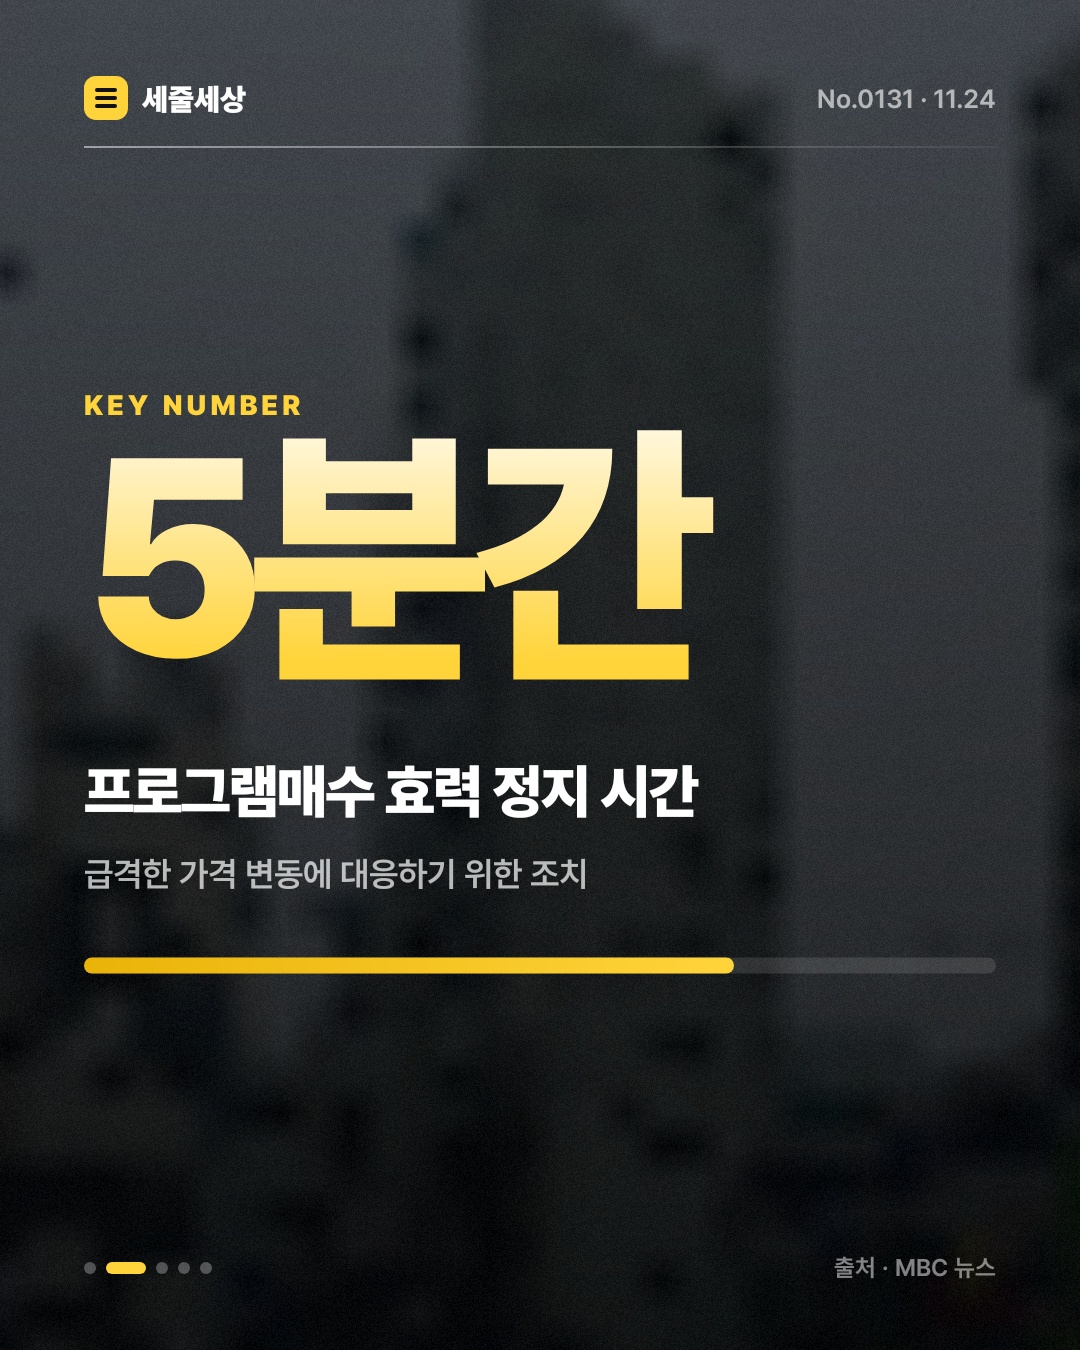 세줄세상
No.0131 · 11.24
KEY NUMBER
5분간
프로그램매수 효력 정지 시간
급격한 가격 변동에 대응하기 위한 조치
출처 · MBC 뉴스